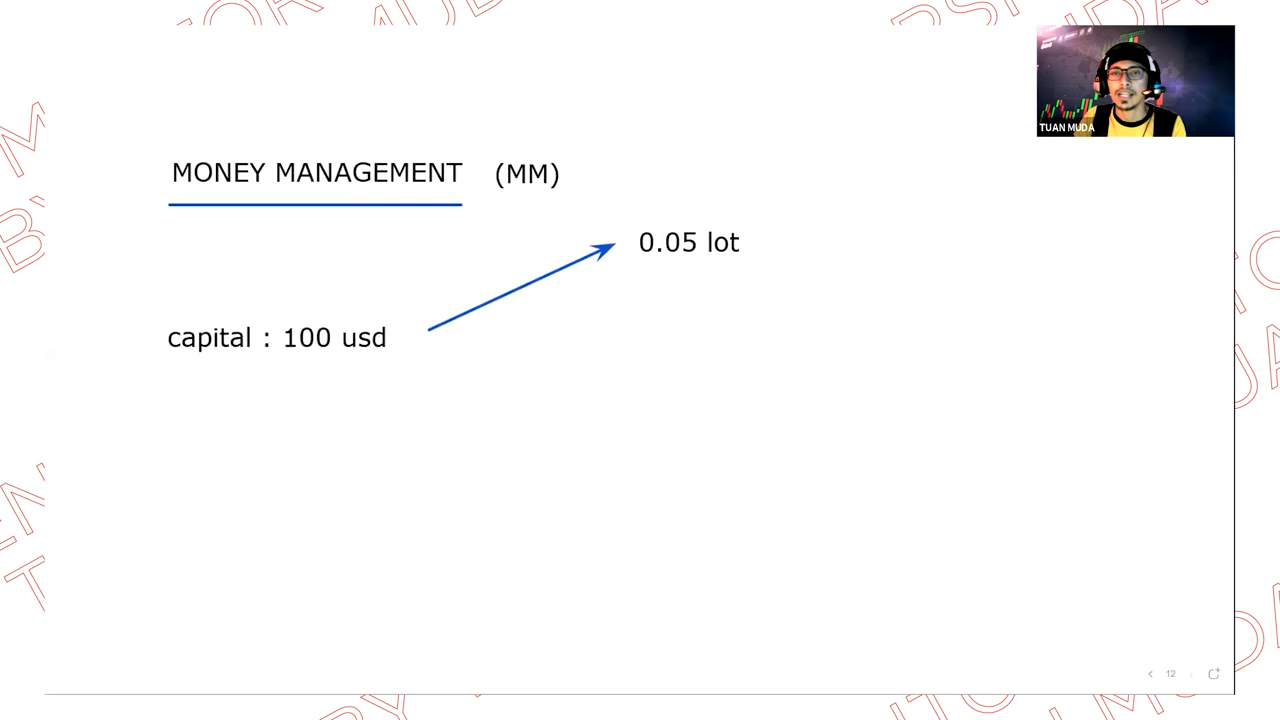 MONEY MANAGEMENT (MM)
0.05 lot
capital : 100 usd
TUAN MUDA
12